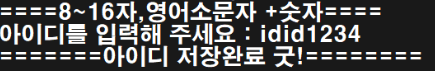 ====8~16자,영어소문자 +숫자====
아이디를 입력해 주세요 : idid1234
=======아이디 저장완료 굿!========